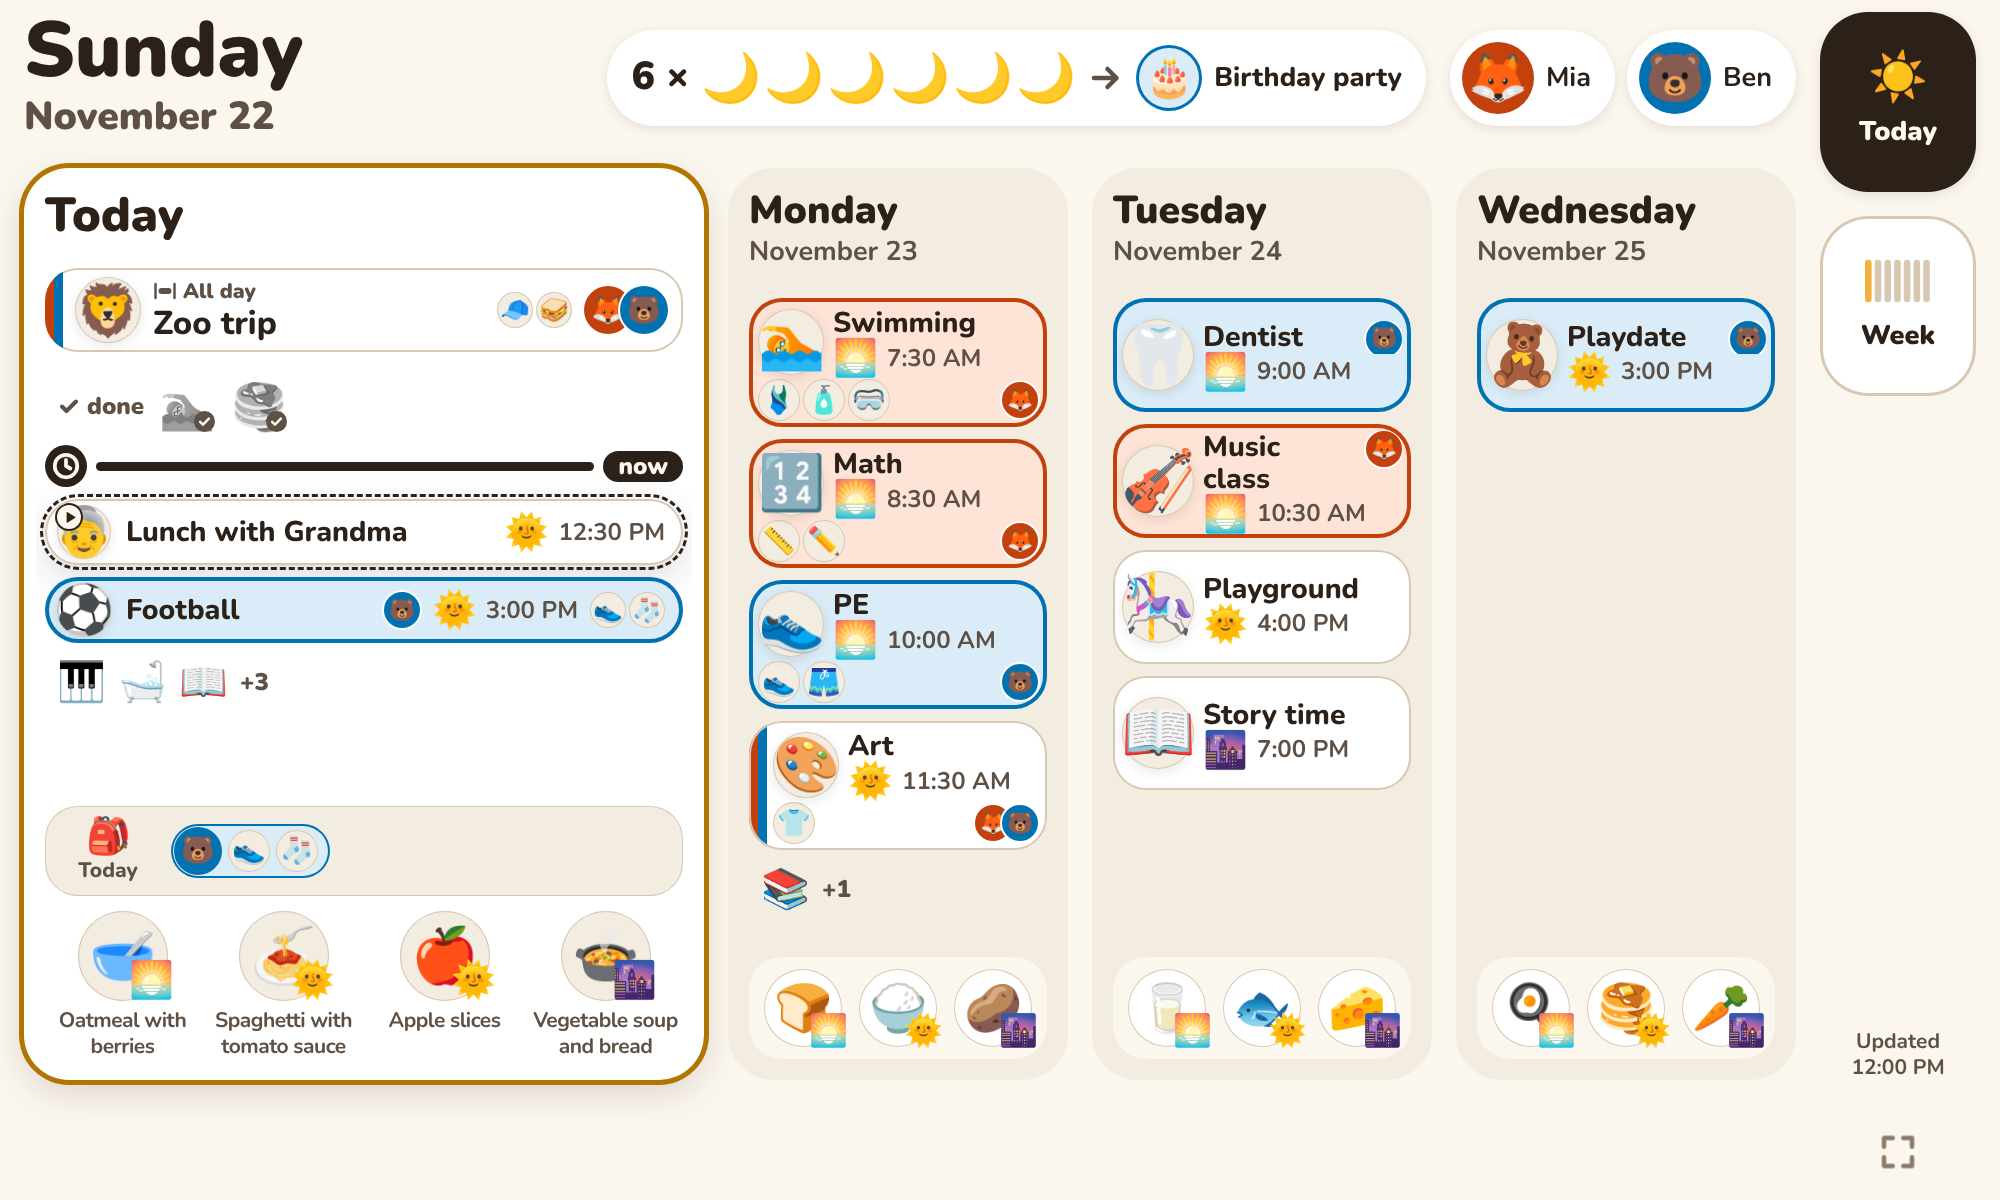 Sunday
November 22
6 × → Birthday party
Mia
Ben
Today
Week
Today
All day
Zoo trip
done
now
Lunch with Grandma 12:30 PM
Football 3:00 PM
+3
Today
Oatmeal with berries
Spaghetti with tomato sauce
Apple slices
Vegetable soup and bread
Monday
November 23
Swimming
7:30 AM
Math
8:30 AM
PE
10:00 AM
Art
11:30 AM
+1
Tuesday
November 24
Dentist
9:00 AM
Music
class
10:30 AM
Playground
4:00 PM
Story time
7:00 PM
Wednesday
November 25
Playdate
3:00 PM
Updated
12:00 PM